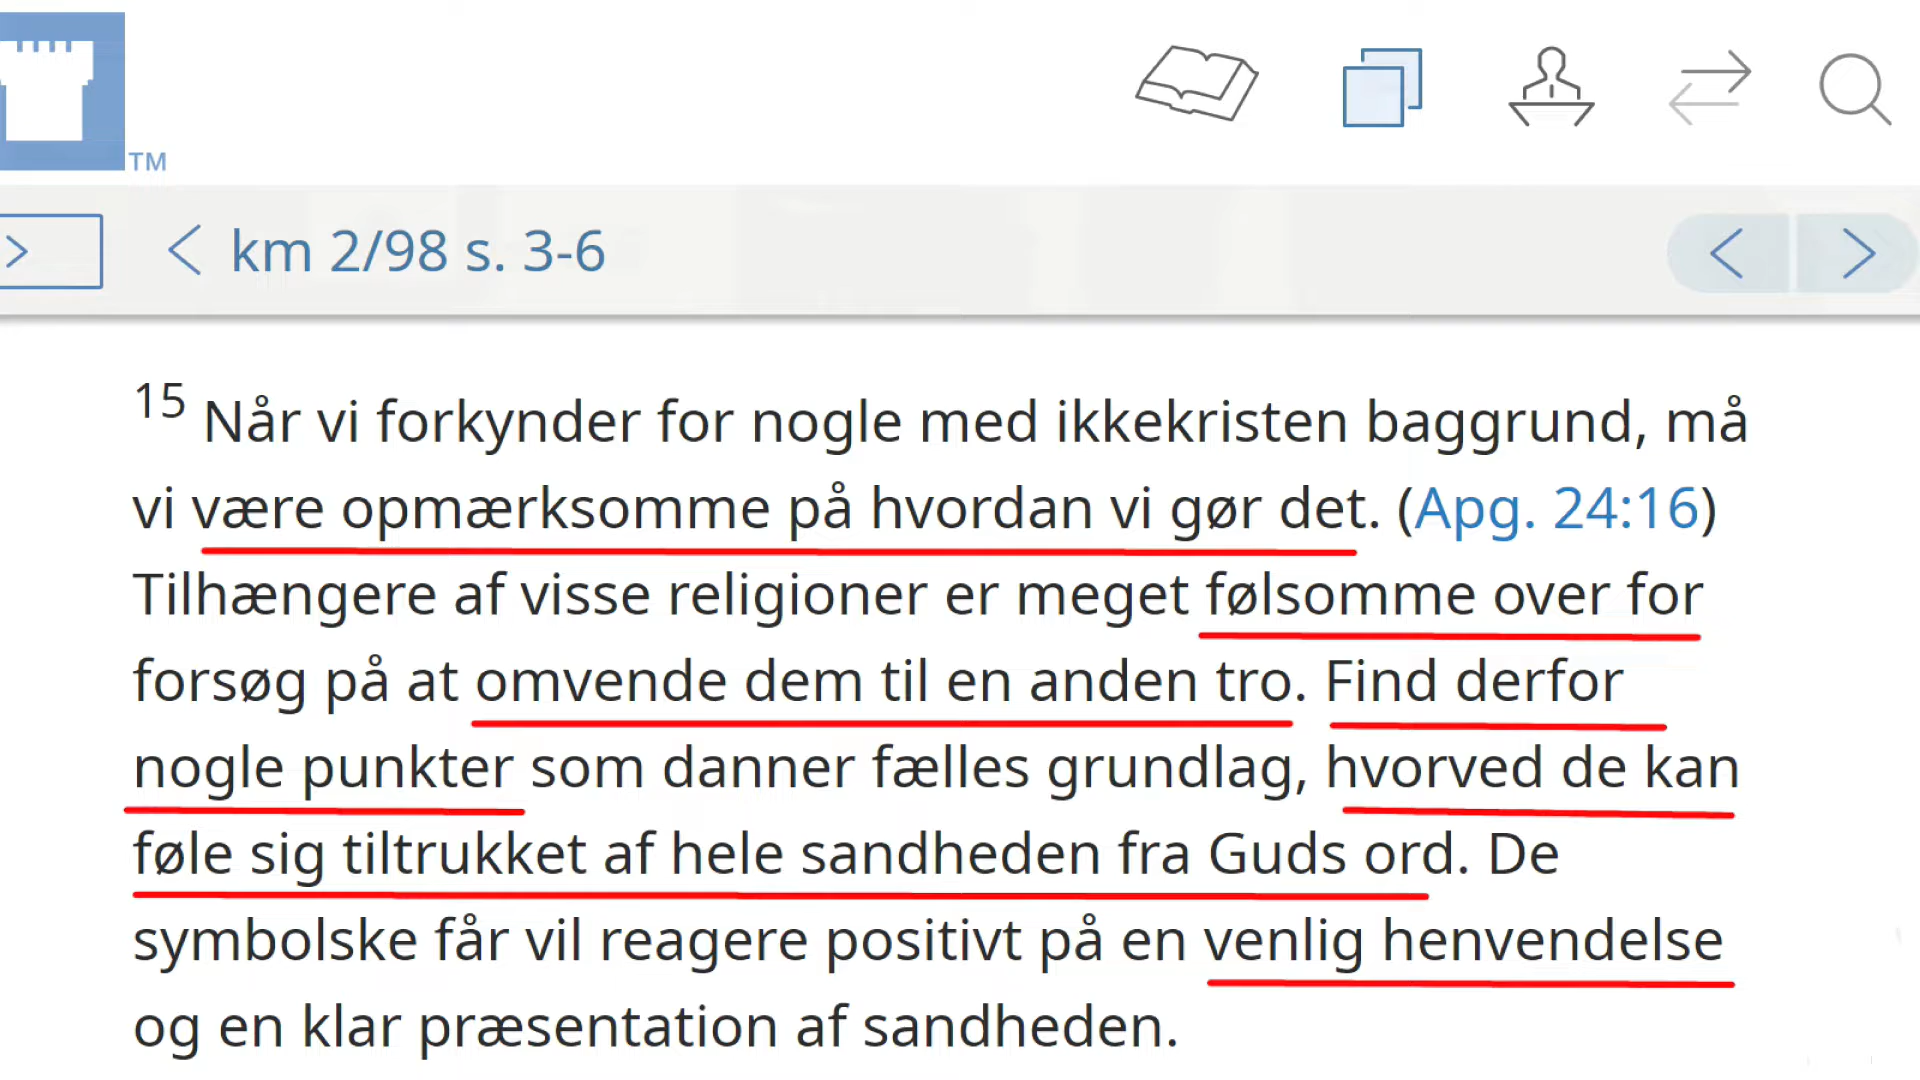 TM
km 2/98 s. 3-6
15 Når vi forkynder for nogle med ikkekristen baggrund, må
vi være opmærksomme på hvordan vi gør det. (Apg. 24:16)
Tilhængere af visse religioner er meget følsomme over for
forsøg på at omvende dem til en anden tro. Find derfor
nogle punkter som danner fælles grundlag, hvorved de kan
føle sig tiltrukket af hele sandheden fra Guds ord. De
symbolske får vil reagere positivt på en venlig henvendelse
og en klar præsentation af sandheden.